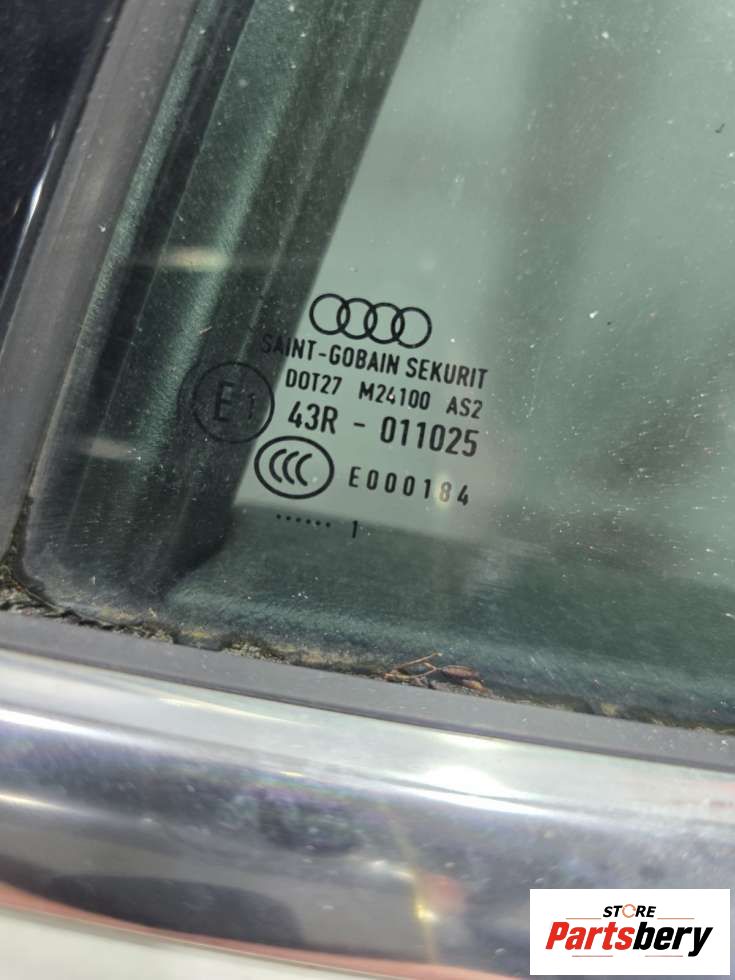 SAINT-GOBAIN SEKURIT
DOT27 M24100 AS2
E1
43R - 011025
CCC E000184
...... 1
STORE
Partsbery